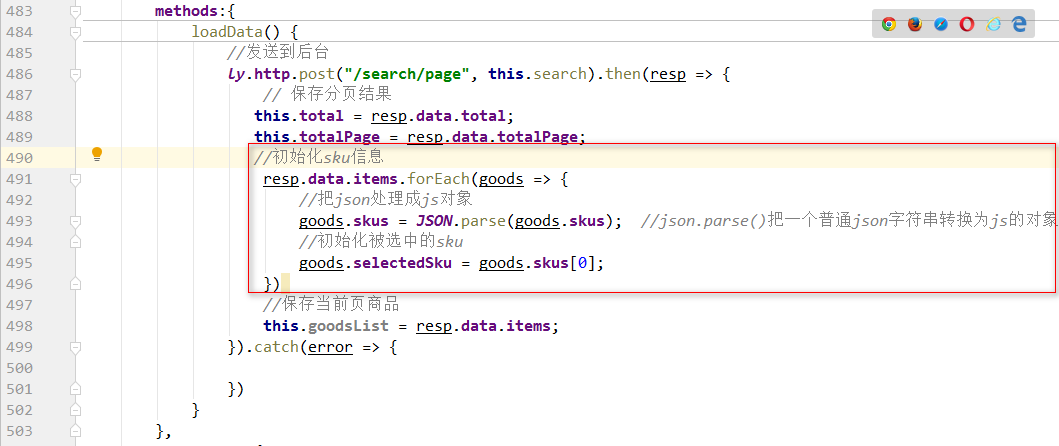 483 methods:{
484 loadData() {
485 //发送到后台
486 ly.http.post("/search/page", this.search).then(resp => {
487 // 保存分页结果
488 this.total = resp.data.total;
489 this.totalPage = resp.data.totalPage;
490 //初始化sku信息
491 resp.data.items.forEach(goods => {
492 //把json处理成js对象
493 goods.skus = JSON.parse(goods.skus); //json.parse()把一个普通json字符串转换为js的对象
494 //初始化被选中的sku
495 goods.selectedSku = goods.skus[0];
496 })
497 //保存当前页商品
498 this.goodsList = resp.data.items;
499 }).catch(error => {
500
501 })
502 }
503 },